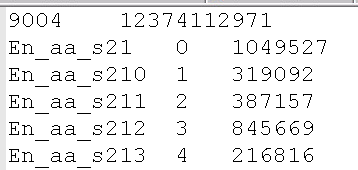 9004 12374112971
En_aa_s21 0 1049527
En_aa_s210 1 319092
En_aa_s211 2 387157
En_aa_s212 3 845669
En_aa_s213 4 216816